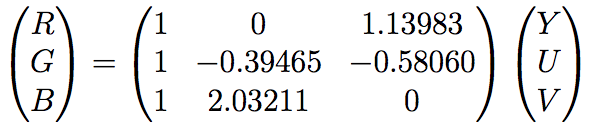 R 1 0 1.13983 Y
G = 1 −0.39465 −0.58060 U
B 1 2.03211 0 V